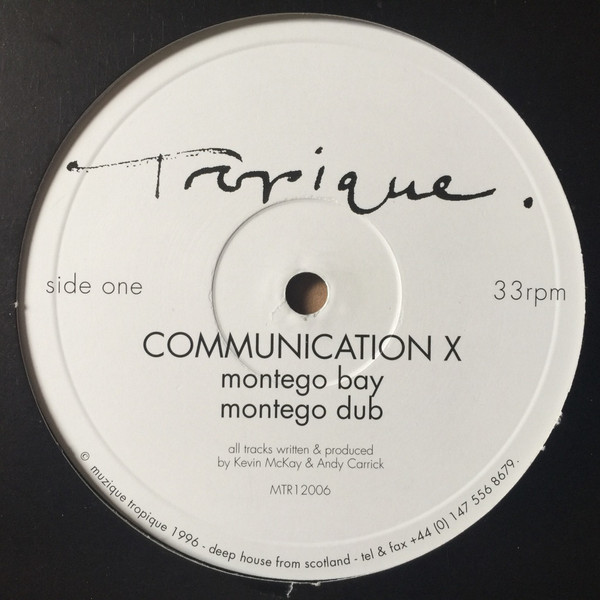 Tropique.
side one
33rpm
COMMUNICATION X
montego bay
montego dub
all tracks written & produced
by Kevin McKay & Andy Carrick
MTR12006
© muzique tropique 1996 - deep house from scotland - tel & fax +44 (0) 147 556 8679.